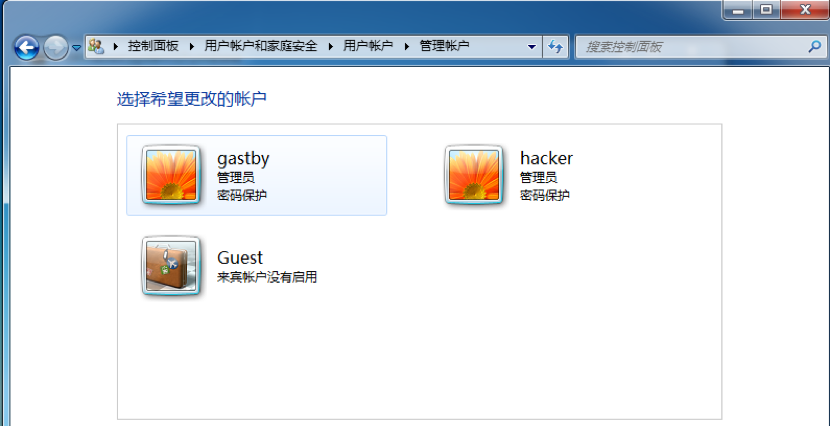 控制面板 用户帐户和家庭安全 用户帐户 管理帐户 搜索控制面板
选择希望更改的帐户
gastby
管理员
密码保护
hacker
管理员
密码保护
Guest
来宾帐户没有启用